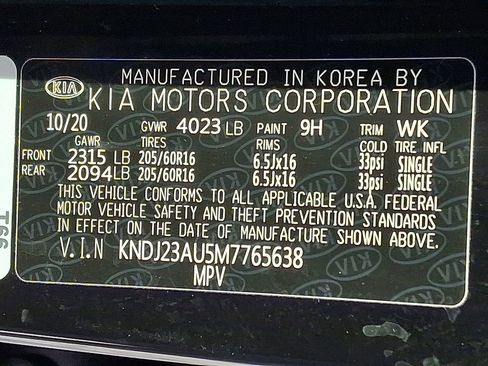 KIA MANUFACTURED IN KOREA BY
KIA MOTORS CORPORATION
10/20 GVWR 4023 LB PAINT 9H TRIM WK
GAWR TIRES RIMS COLD TIRE INFL
FRONT 2315 LB 205/60R16 6.5Jx16 33psi SINGLE
REAR 2094 LB 205/60R16 6.5Jx16 33psi SINGLE
THIS VEHICLE CONFORMS TO ALL APPLICABLE U.S.A. FEDERAL
MOTOR VEHICLE SAFETY AND THEFT PREVENTION STANDARDS
IN EFFECT ON THE DATE OF MANUFACTURE SHOWN ABOVE.
V.I.N KNDJ23AU5M7765638
MPV